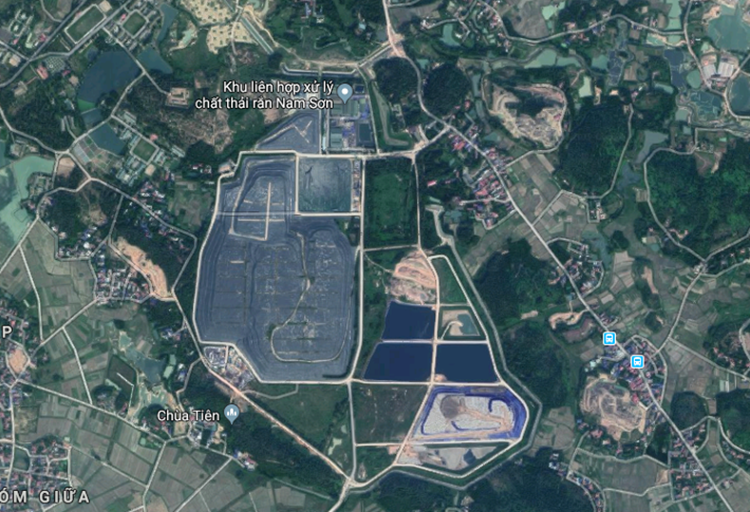 Khu liên hợp xử lý
chất thải rắn Nam Sơn
P
Chùa Tiên
ÓM GIỮA